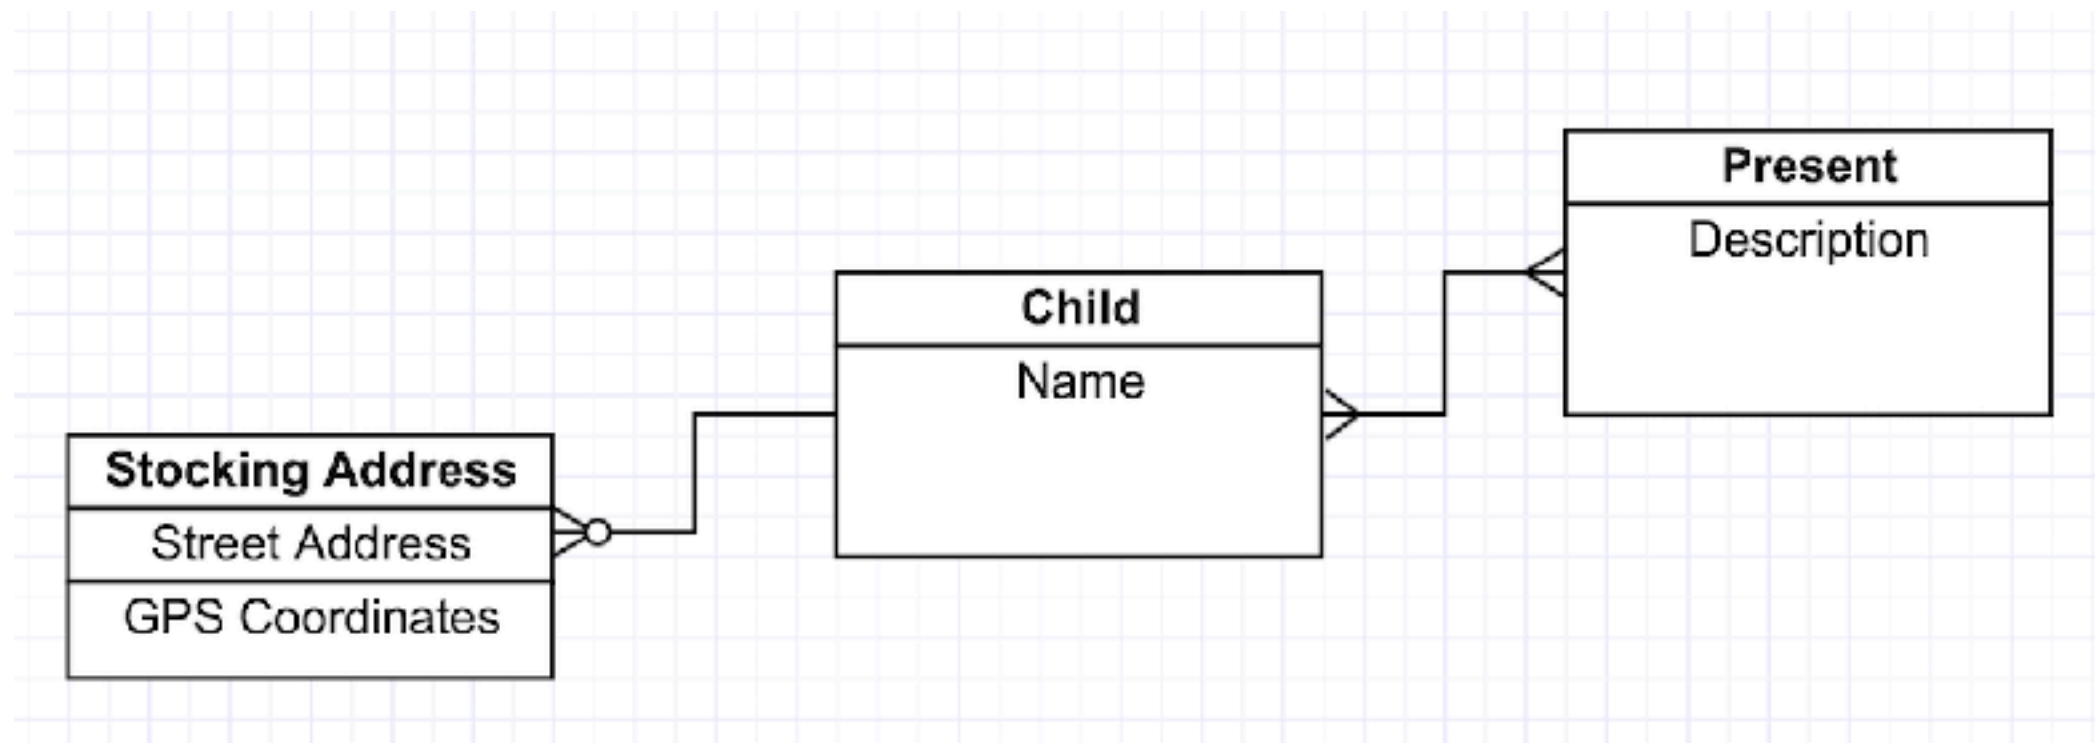 Present
Description
Child
Name
Stocking Address
Street Address
GPS Coordinates